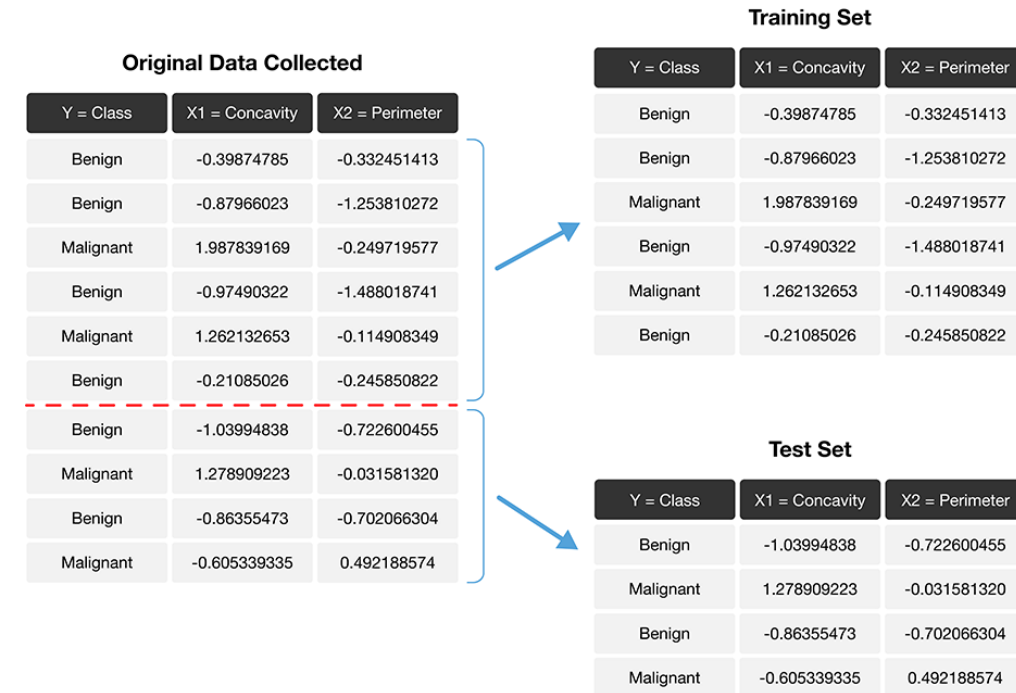 Original Data Collected
Y = Class X1 = Concavity X2 = Perimeter
Benign -0.39874785 -0.332451413
Benign -0.87966023 -1.253810272
Malignant 1.987839169 -0.249719577
Benign -0.97490322 -1.488018741
Malignant 1.262132653 -0.114908349
Benign -0.21085026 -0.245850822
Benign -1.03994838 -0.722600455
Malignant 1.278909223 -0.031581320
Benign -0.86355473 -0.702066304
Malignant -0.605339335 0.492188574
Training Set
Y = Class X1 = Concavity X2 = Perimeter
Benign -0.39874785 -0.332451413
Benign -0.87966023 -1.253810272
Malignant 1.987839169 -0.249719577
Benign -0.97490322 -1.488018741
Malignant 1.262132653 -0.114908349
Benign -0.21085026 -0.245850822
Test Set
Y = Class X1 = Concavity X2 = Perimeter
Benign -1.03994838 -0.722600455
Malignant 1.278909223 -0.031581320
Benign -0.86355473 -0.702066304
Malignant -0.605339335 0.492188574